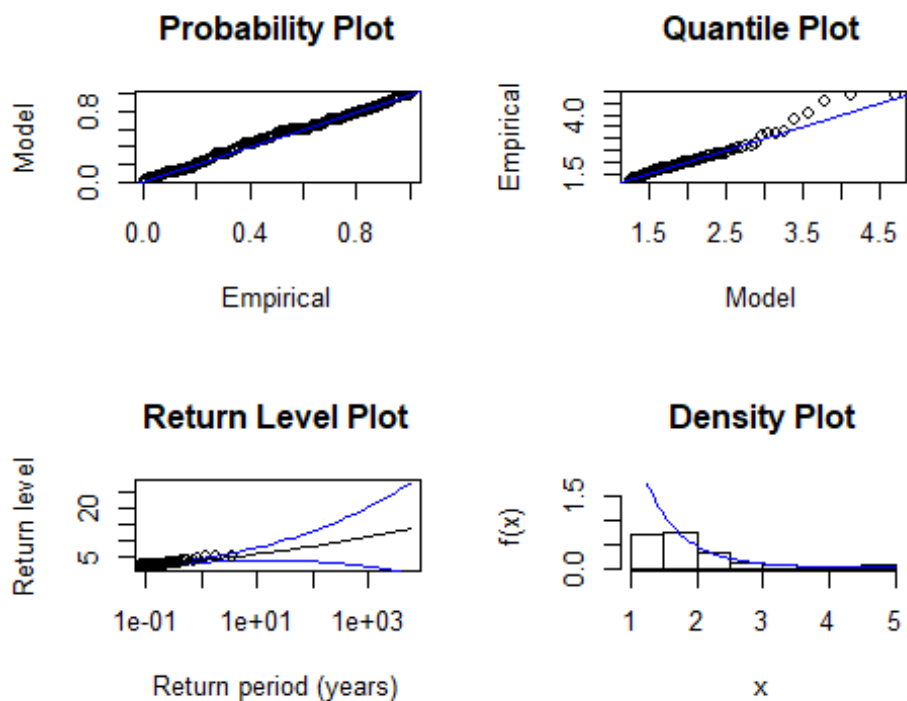 Probability Plot
Model
0.0 0.8
0.0 0.4 0.8
Empirical
Quantile Plot
Empirical
1.5 4.0
1.5 2.5 3.5 4.5
Model
Return Level Plot
Return level
5 20
1e-01 1e+01 1e+03
Return period (years)
Density Plot
f(x)
0.0 1.5
1 2 3 4 5
x